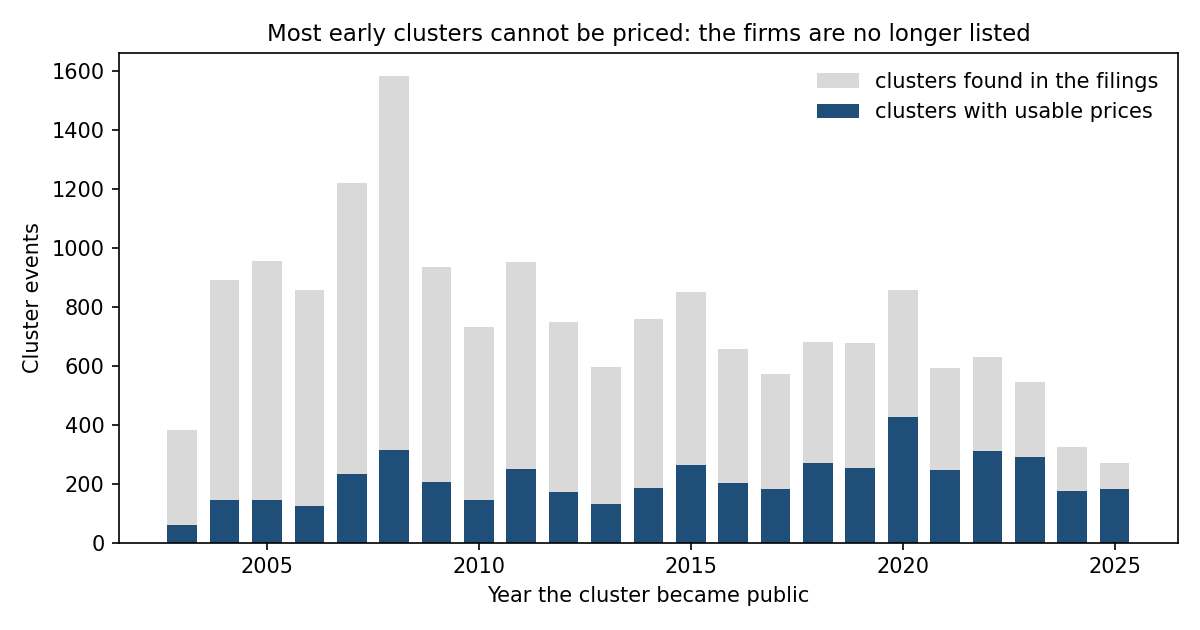 Most early clusters cannot be priced: the firms are no longer listed
clusters found in the filings
clusters with usable prices
1600
1400
1200
1000
800
600
400
200
0
Cluster events
2005 2010 2015 2020 2025
Year the cluster became public